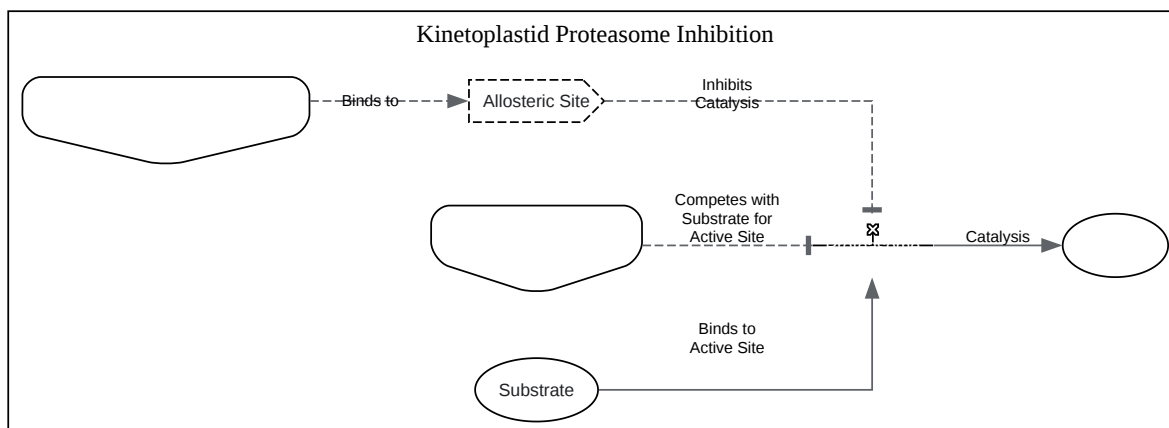 Kinetoplastid Proteasome Inhibition
Binds to
Allosteric Site
Inhibits
Catalysis
Competes with
Substrate for
Active Site
Catalysis
Binds to
Active Site
Substrate